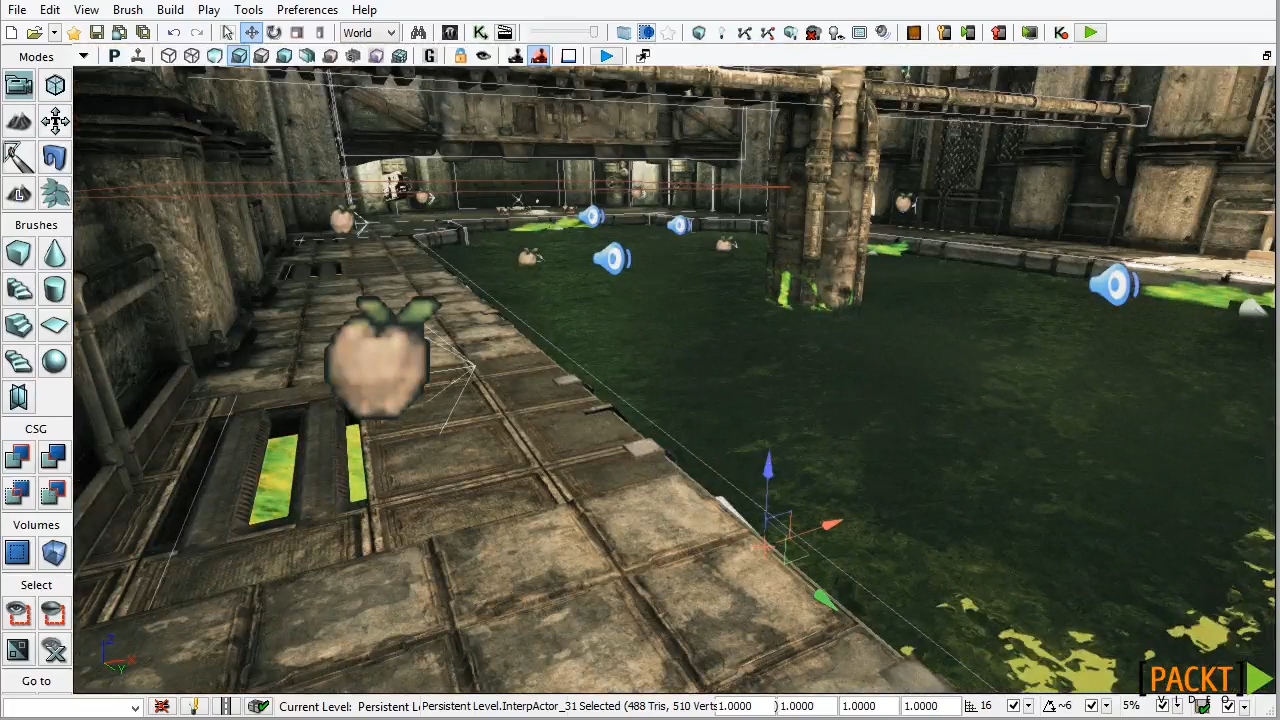 File Edit View Brush Build Play Tools Preferences Help
World
Modes
P
G
L
Brushes
CSG
Volumes
Select
Go to
Z
X
Y
PACKT
Current Level: Persistent L Persistent Level.InterpActor_31 Selected (488 Tris, 510 Verts 1.0000 1.0000 1.0000 1.0000 16 ~6 5%